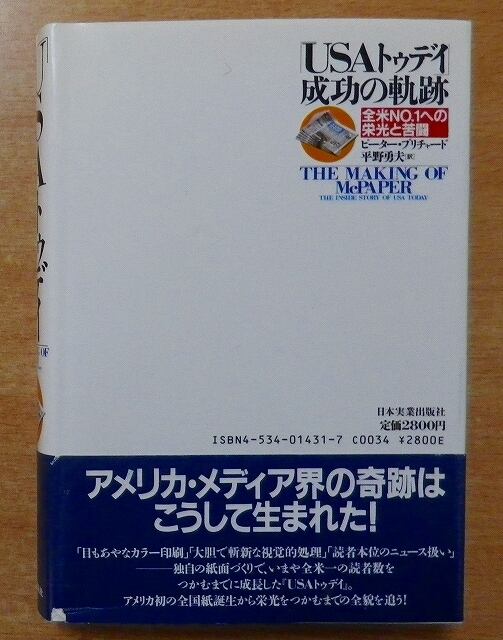 「USAトゥデイ」
成功の軌跡
全米NO.1への
栄光と苦闘
ピーター・プリチャード
平野勇夫[訳]
THE MAKING OF
McPAPER
THE INSIDE STORY OF USA TODAY
日本実業出版社
定価2800円
ISBN4-534-01431-7 C0034 ¥2800E
アメリカ・メディア界の奇跡は
こうして生まれた!
「目もあやなカラー印刷」「大胆で斬新な視覚的処理」「読者本位のニュース扱い」
――独自の紙面づくりで、いまや全米一の読者数を
つかむまでに成長した『USAトゥデイ』。
アメリカ初の全国紙誕生から栄光をつかむまでの全貌を追う!